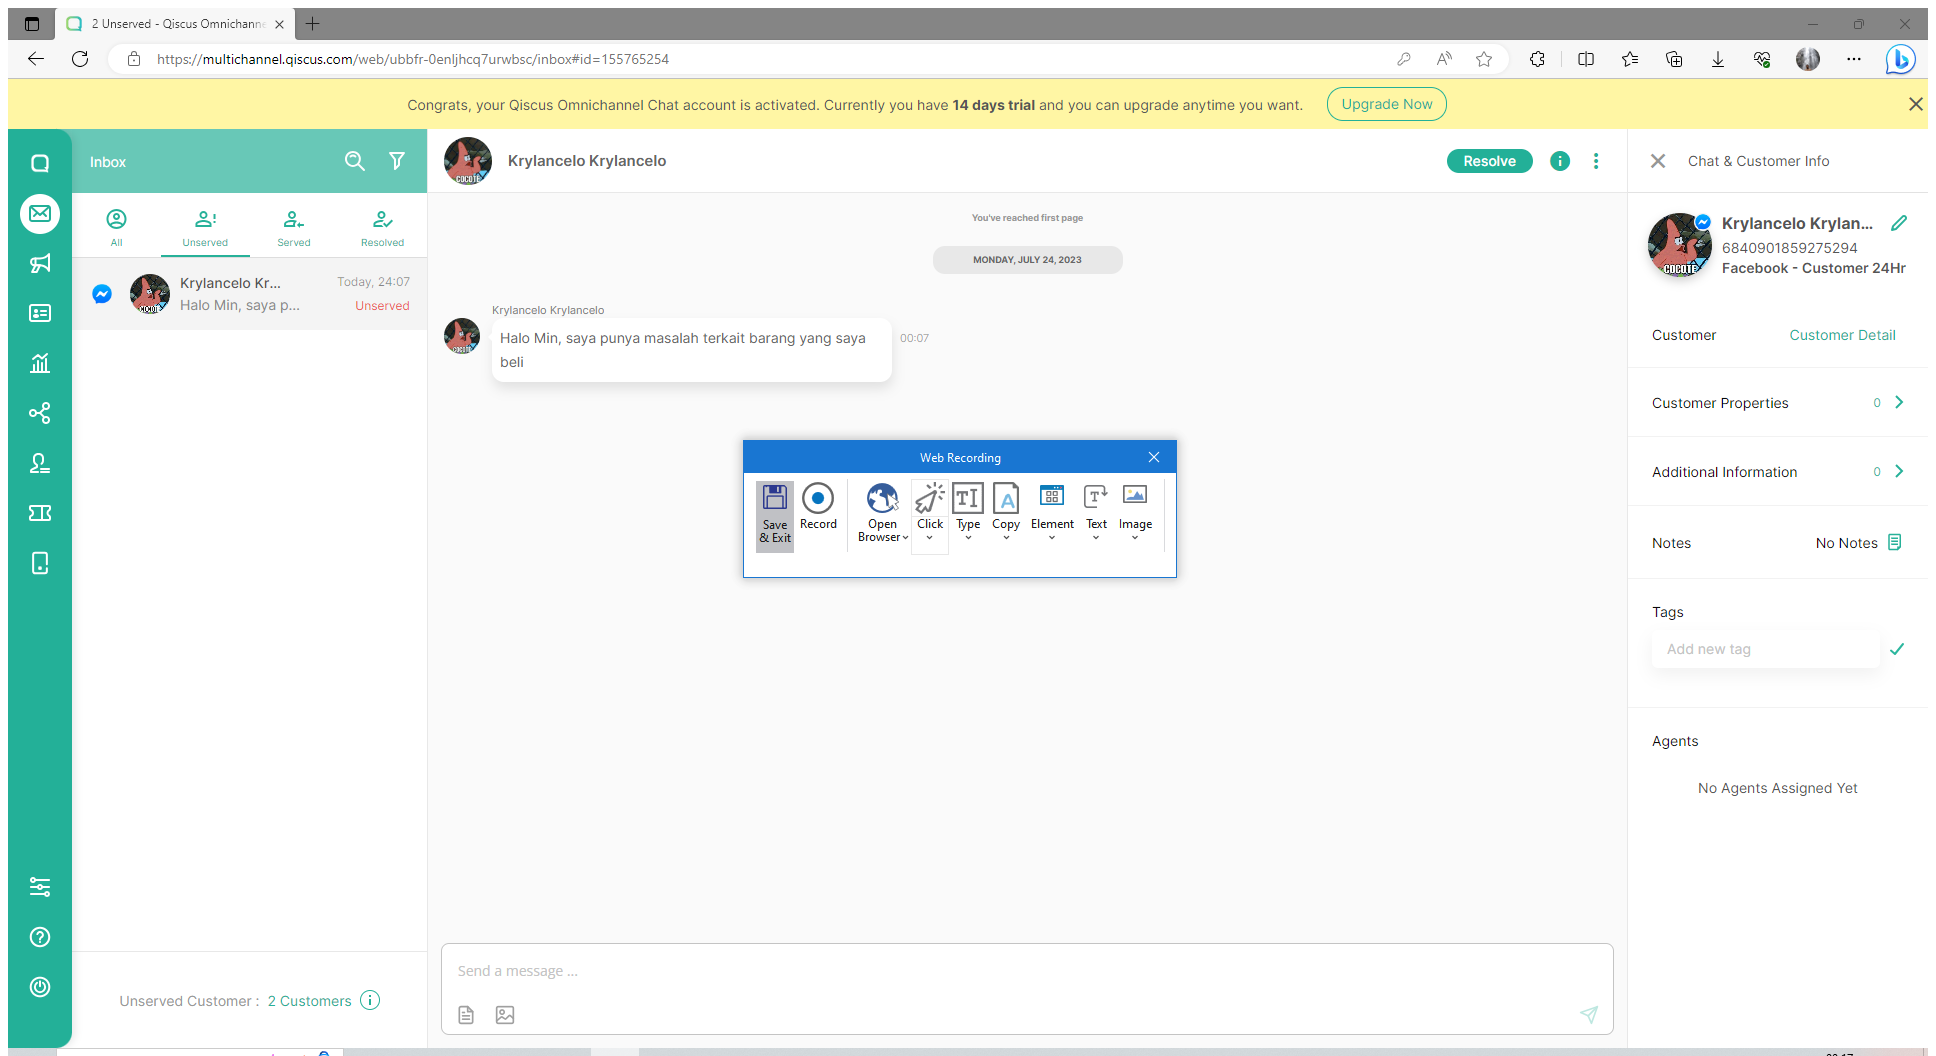 2 Unserved - Qiscus Omnichanne
https://multichannel.qiscus.com/web/ubbfr-0enljhcq7urwbsc/inbox#id=155765254
Congrats, your Qiscus Omnichannel Chat account is activated. Currently you have 14 days trial and you can upgrade anytime you want.
Upgrade Now
Inbox
All
Unserved
Served
Resolved
Krylancelo Kr...
Today, 24:07
Halo Min, saya p...
Unserved
Unserved Customer : 2 Customers
Krylancelo Krylancelo
Resolve
You've reached first page
MONDAY, JULY 24, 2023
Krylancelo Krylancelo
Halo Min, saya punya masalah terkait barang yang saya
beli
00:07
Web Recording
Save
& Exit
Record
Open
Browser
Click
Type
Copy
Element
Text
Image
Send a message ...
Chat & Customer Info
COCOTE
Krylancelo Krylan...
6840901859275294
Facebook - Customer 24Hr
Customer
Customer Detail
Customer Properties
0
Additional Information
0
Notes
No Notes
Tags
Add new tag
Agents
No Agents Assigned Yet